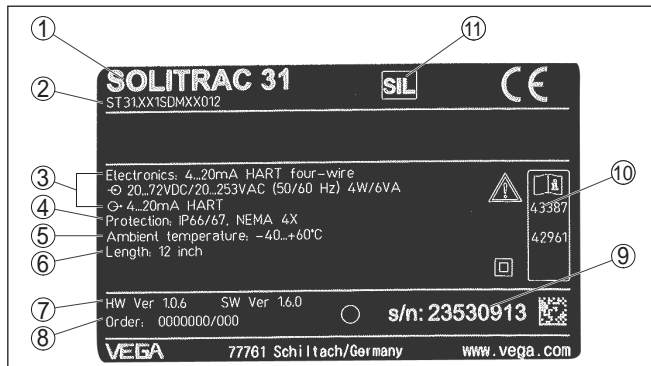 1
11
SOLITRAC 31
SIL
CE
2
ST31.XX1SDMXX012
3
Electronics: 4...20mA HART four-wire
20...72VDC/20...253VAC (50/60 Hz) 4W/6VA
4...20mA HART
10
43387
4
Protection: IP66/67, NEMA 4X
5
Ambient temperature: -40...+60°C
42961
6
Length: 12 inch
9
7
HW Ver 1.0.6 SW Ver 1.6.0
8
Order: 0000000/000
s/n: 23530913
VEGA 77761 Schiltach/Germany www.vega.com